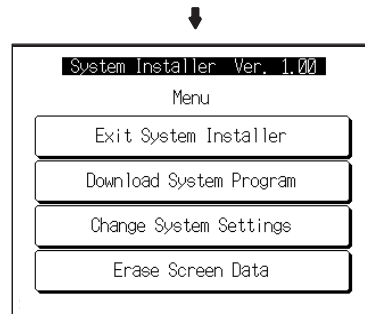 System Installer Ver. 1.00
Menu
Exit System Installer
Download System Program
Change System Settings
Erase Screen Data